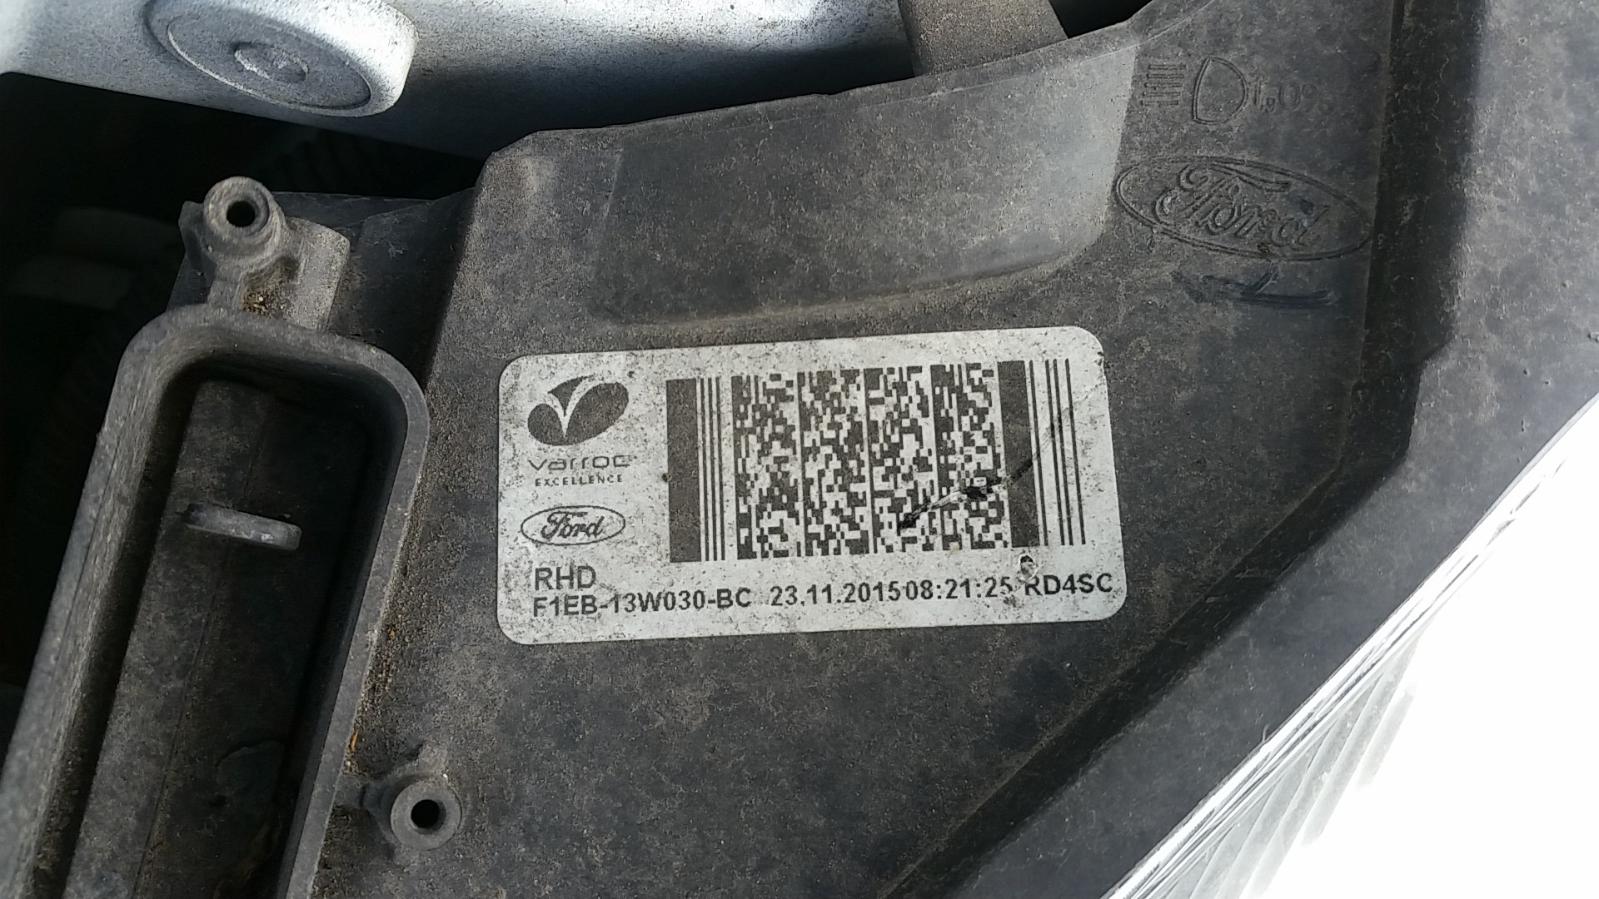 Ford
varroc
EXCELLENCE
Ford
RHD
F1EB-13W030-BC 23.11.2015 08:21:25 RD4SC